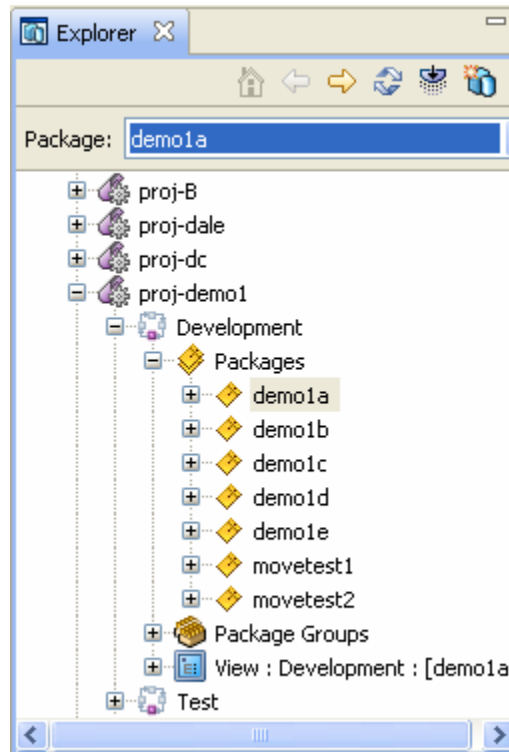 Explorer
Package: demo1a
proj-B
proj-dale
proj-dc
proj-demo1
Development
Packages
demo1a
demo1b
demo1c
demo1d
demo1e
movetest1
movetest2
Package Groups
View : Development : [demo1a
Test